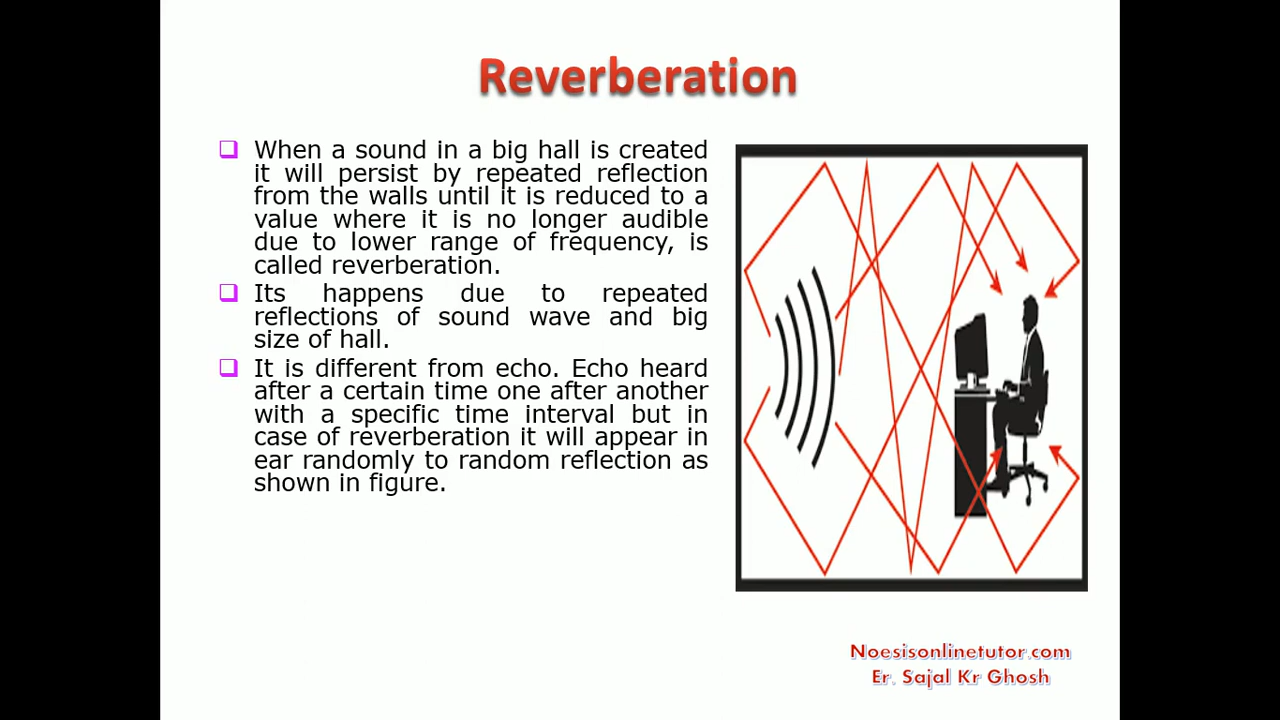 Reverberation
When a sound in a big hall is created
it will persist by repeated reflection
from the walls until it is reduced to a
value where it is no longer audible
due to lower range of frequency, is
called reverberation.
Its happens due to repeated
reflections of sound wave and big
size of hall.
It is different from echo. Echo heard
after a certain time one after another
with a specific time interval but in
case of reverberation it will appear in
ear randomly to random reflection as
shown in figure.
Noesisonlinetutor.com
Er. Sajal Kr Ghosh